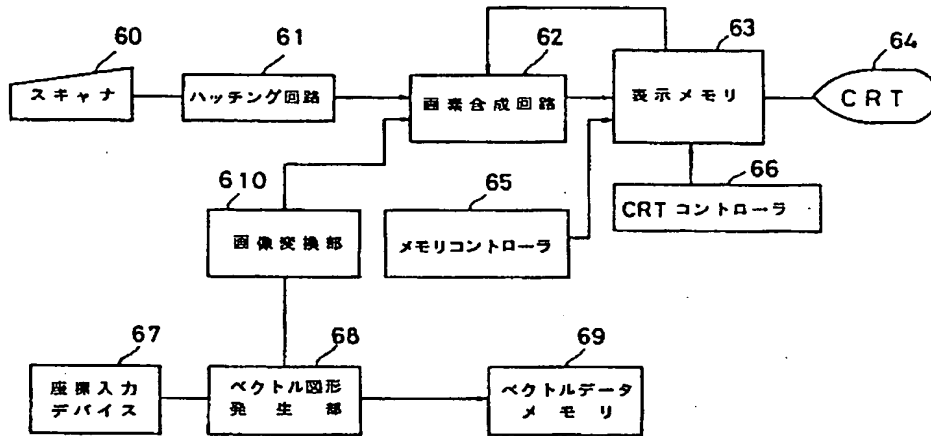 60
スキャナ
61
ハッチング回路
62
画素合成回路
63
表示メモリ
64
CRT
610
画像変換部
65
メモリコントローラ
66
CRTコントローラ
67
座標入力
デバイス
68
ベクトル図形
発生部
69
ベクトルデータ
メモリ